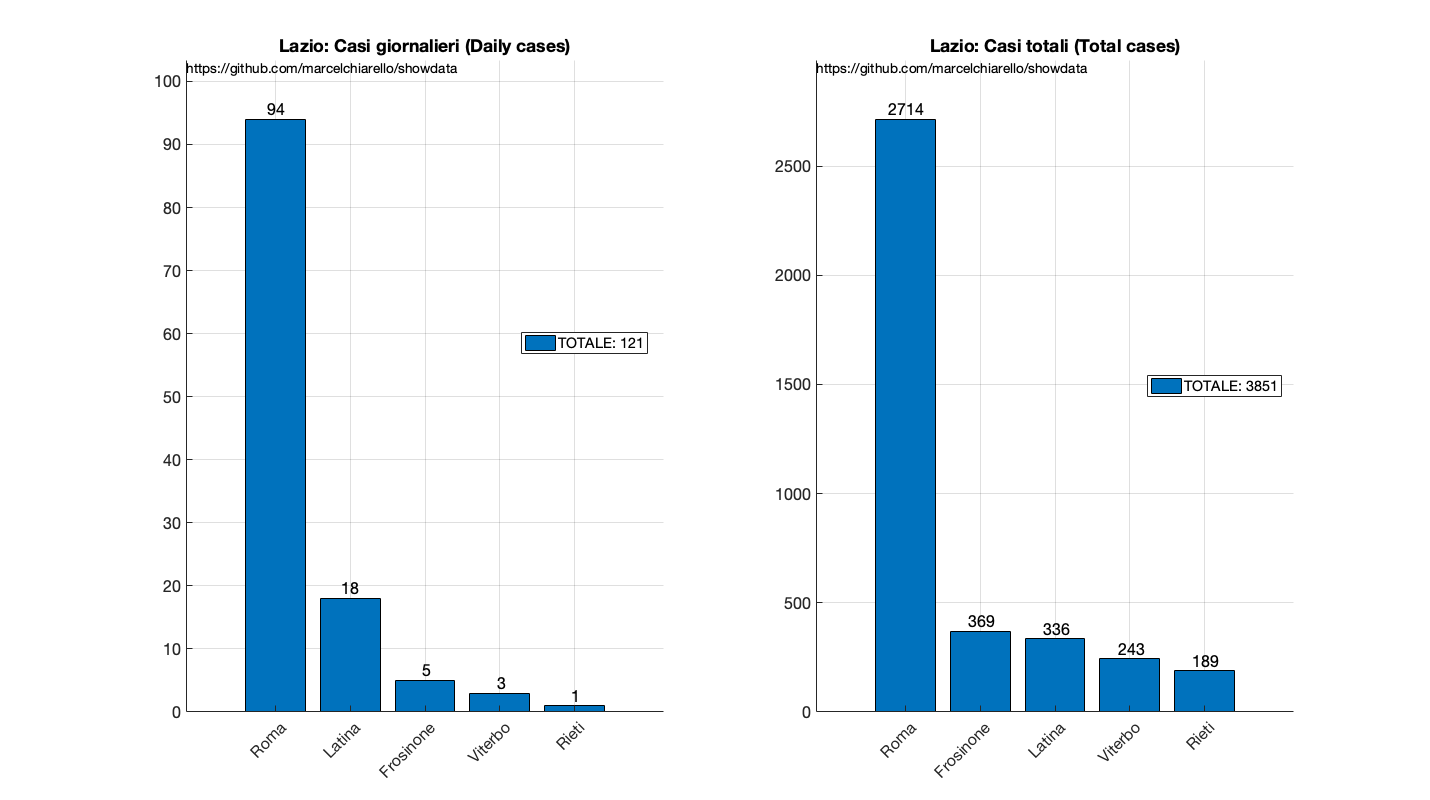 Lazio: Casi giornalieri (Daily cases)
https://github.com/marcelchiarello/showdata
100
90
80
70
60
50
40
30
20
10
0
94
18
5
3
1
TOTALE: 121
Roma
Latina
Frosinone
Viterbo
Rieti
Lazio: Casi totali (Total cases)
https://github.com/marcelchiarello/showdata
2500
2000
1500
1000
500
0
2714
369
336
243
189
TOTALE: 3851
Roma
Frosinone
Latina
Viterbo
Rieti